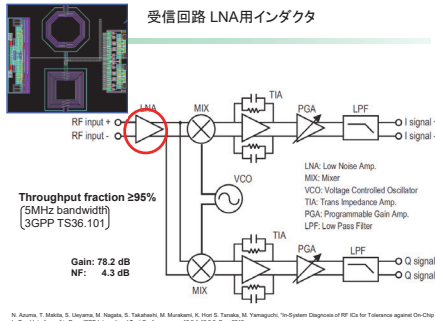 受信回路 LNA用インダクタ
LNA
MIX
TIA
PGA
LPF
RF input +
RF input -
I signal +
I signal -
VCO
LNA: Low Noise Amp.
MIX: Mixer
VCO: Voltage Controlled Oscillator
TIA: Trans Impedance Amp.
PGA: Programmable Gain Amp.
LPF: Low Pass Filter
Throughput fraction ≥95%
5MHz bandwidth
3GPP TS36.101
Gain: 78.2 dB
NF: 4.3 dB
MIX
TIA
PGA
LPF
Q signal
Q signal
N. Azuma, T. Makita, S. Ueyama, M. Nagata, S. Takahashi, M. Murakami, K. Hori S. Tanaka, M. Yamaguchi, "In-System Diagnosis of RF ICs for Tolerance against On-Chip